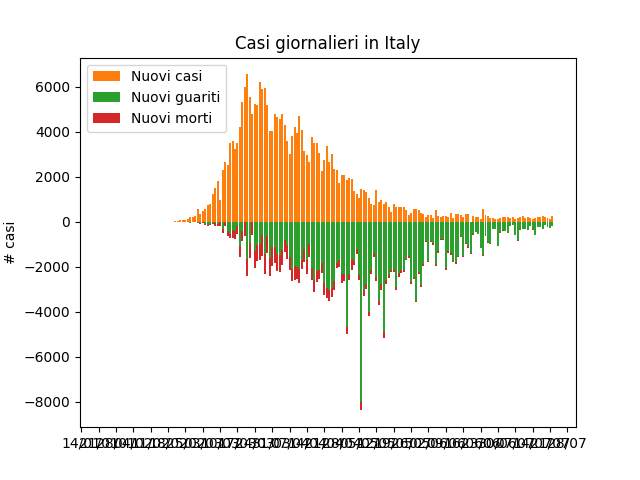 Casi giornalieri in Italy
Nuovi casi
Nuovi guariti
Nuovi morti
# casi
6000
4000
2000
0
−2000
−4000
−6000
−8000